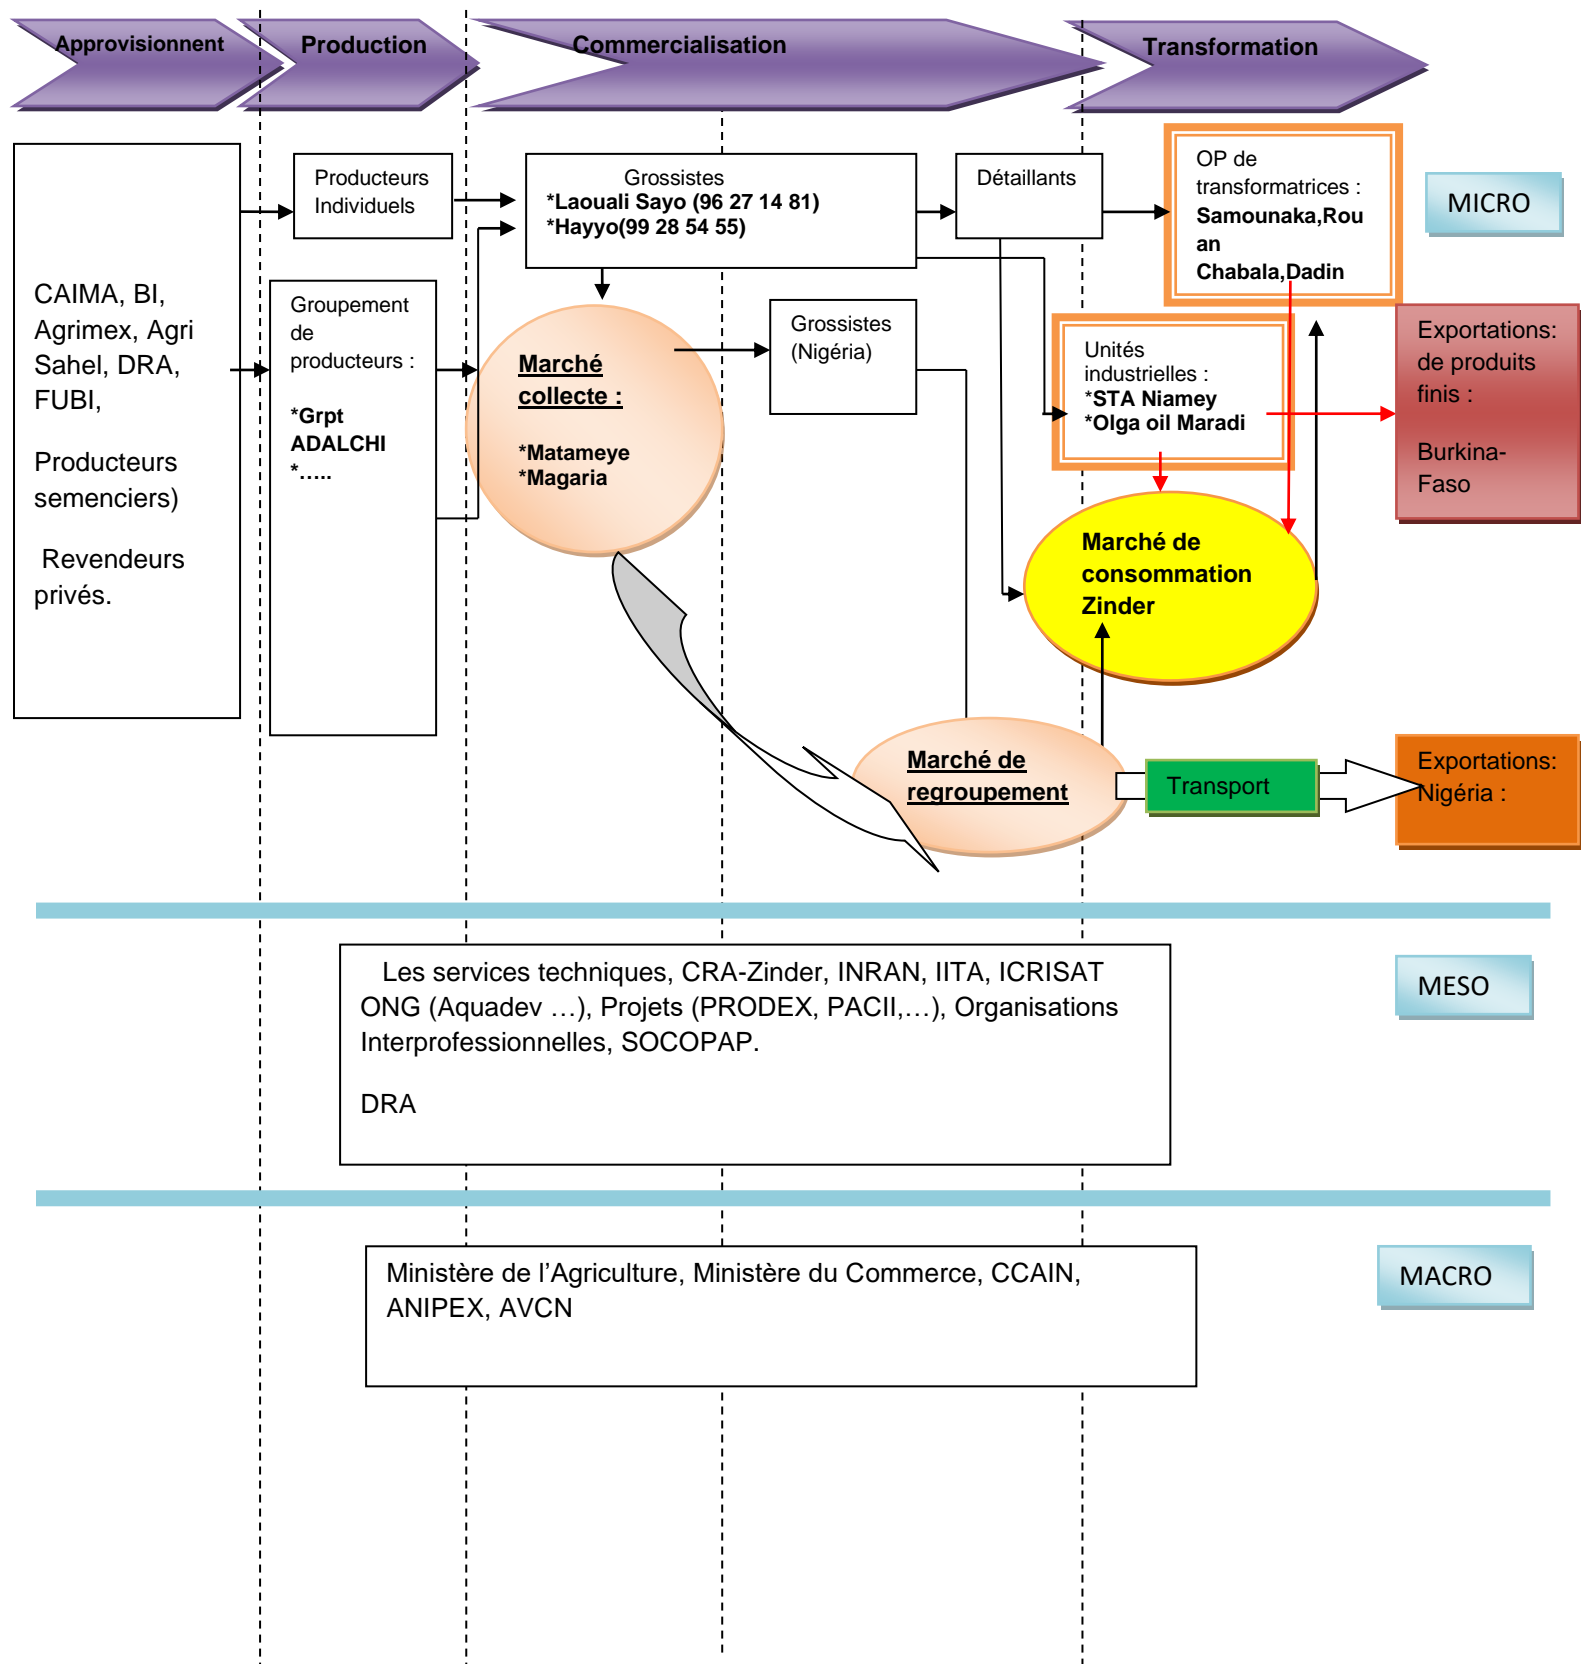 Approvisionnent
Production
Commercialisation
Transformation
CAIMA, BI,
Agrimex, Agri
Sahel, DRA,
FUBI,
Producteurs
semenciers)
Revendeurs
privés.
Producteurs
Individuels
Groupement
de
producteurs :
*Grpt
ADALCHI
*…..
Grossistes
*Laouali Sayo (96 27 14 81)
*Hayyo(99 28 54 55)
Marché
collecte :
*Matameye
*Magaria
Grossistes
(Nigéria)
Détaillants
OP de
transformatrices :
Samounaka,Rou
an
Chabala,Dadin
MICRO
Unités
industrielles :
*STA Niamey
*Olga oil Maradi
Exportations:
de produits
finis :
Burkina-
Faso
Marché de
consommation
Zinder
Marché de
regroupement
Transport
Exportations:
Nigéria :
Les services techniques, CRA-Zinder, INRAN, IITA, ICRISAT
ONG (Aquadev …), Projets (PRODEX, PACII,…), Organisations
Interprofessionnelles, SOCOPAP.
DRA
MESO
Ministère de l’Agriculture, Ministère du Commerce, CCAIN,
ANIPEX, AVCN
MACRO